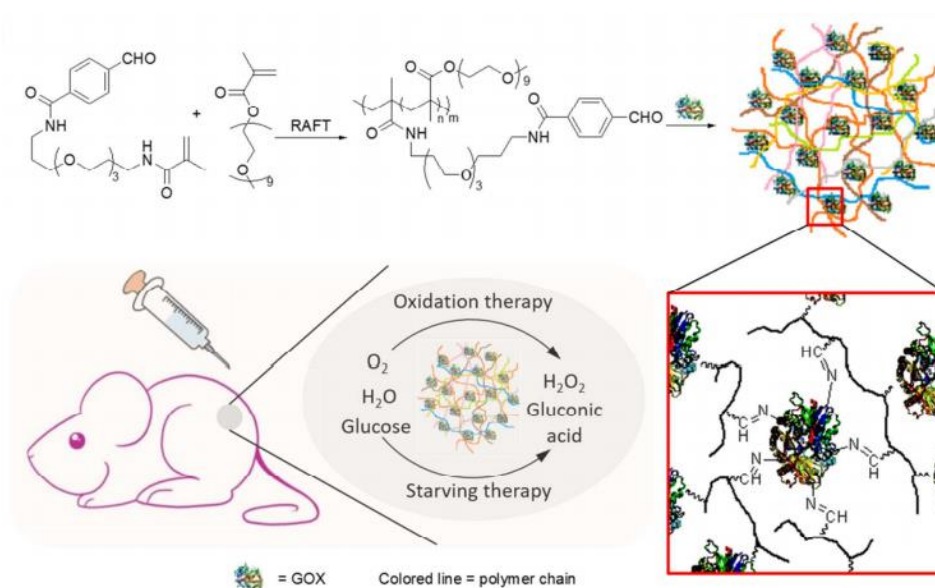 CHO
O
NH
O
3
H
N
O
+
O
O
O
9
RAFT
O
O
O
9
n m
O
NH
O
3
O
HN
CHO
Oxidation therapy
O2
H2O
Glucose
H2O2
Gluconic
acid
Starving therapy
HC
N
N
C
H
N
C
H
N
C
H
N
CH
= GOX
Colored line = polymer chain